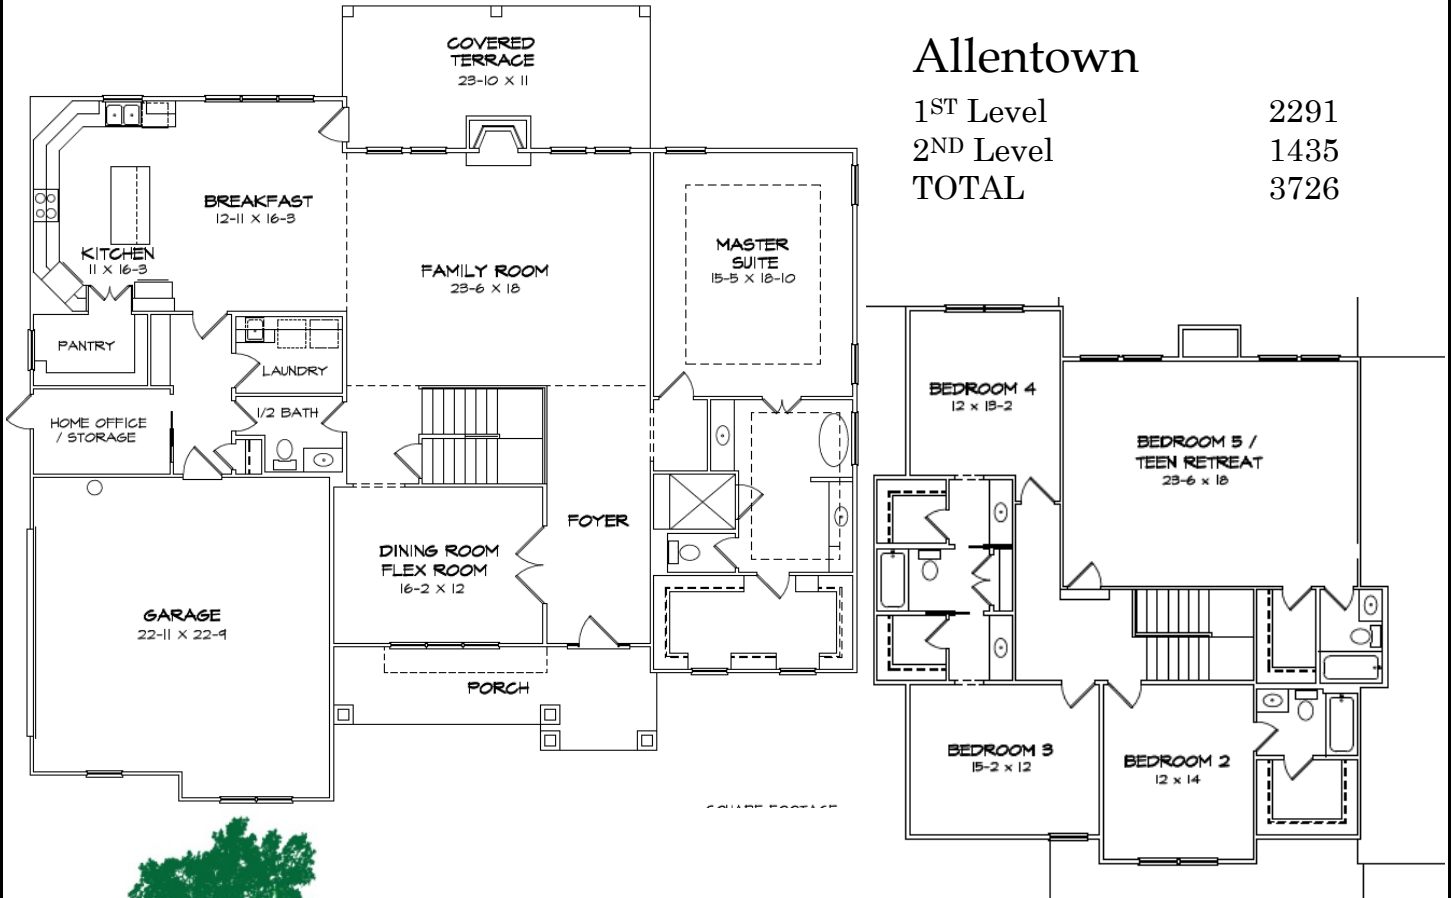 Allentown
1ST Level 2291
2ND Level 1435
TOTAL 3726
COVERED
TERRACE
23-10 X 11
BREAKFAST
12-11 X 16-3
KITCHEN
11 X 16-3
FAMILY ROOM
23-6 X 18
MASTER
SUITE
15-5 X 18-10
PANTRY
LAUNDRY
HOME OFFICE
/ STORAGE
1/2 BATH
FOYER
DINING ROOM
FLEX ROOM
16-2 X 12
GARAGE
22-11 X 22-9
PORCH
BEDROOM 4
12 x 13-2
BEDROOM 5 /
TEEN RETREAT
23-6 x 18
BEDROOM 3
15-2 x 12
BEDROOM 2
12 x 14
SQUARE FOOTAGE